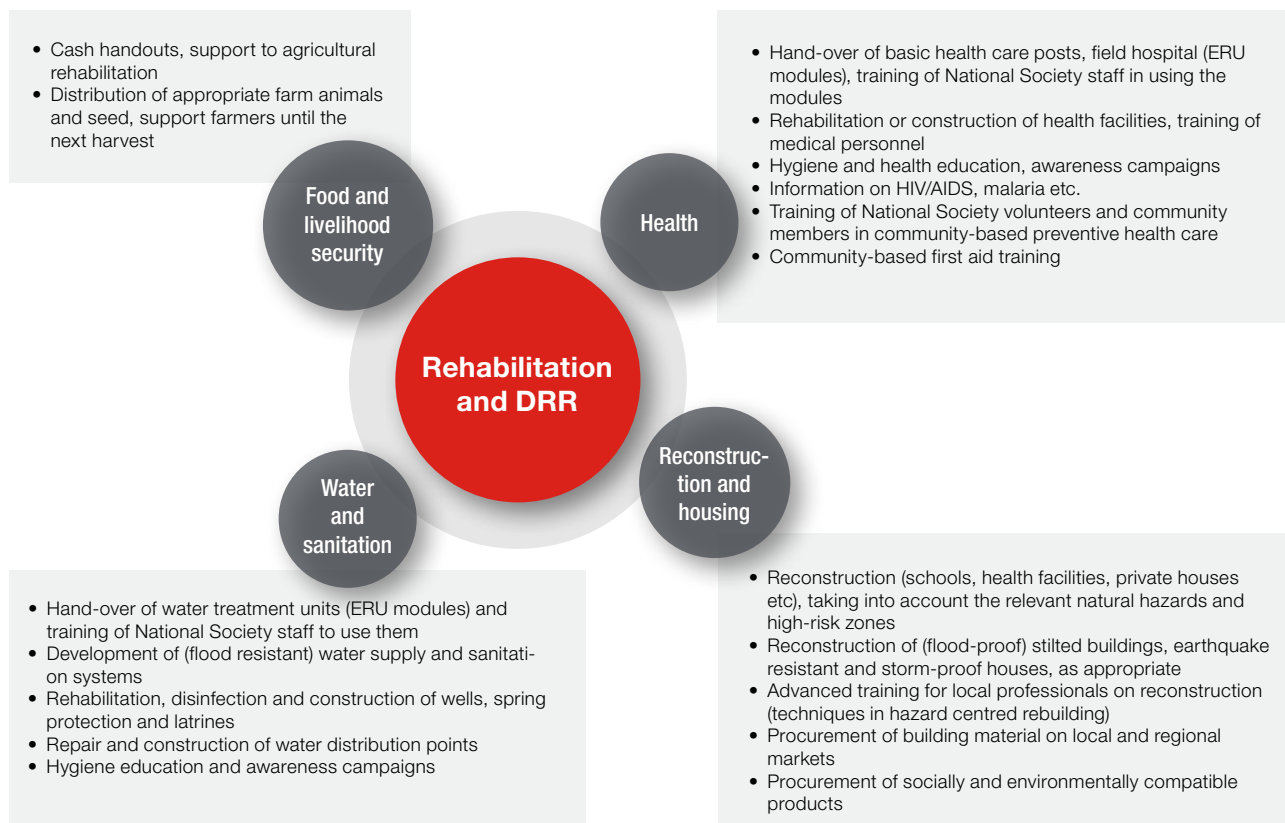 • Cash handouts, support to agricultural
rehabilitation
• Distribution of appropriate farm animals
and seed, support farmers until the
next harvest
Food and
livelihood
security
• Hand-over of basic health care posts, field hospital (ERU
modules), training of National Society staff in using the
modules
• Rehabilitation or construction of health facilities, training of
medical personnel
• Hygiene and health education, awareness campaigns
• Information on HIV/AIDS, malaria etc.
• Training of National Society volunteers and community
members in community-based preventive health care
• Community-based first aid training
Health
Rehabilitation
and DRR
Water
and
sanitation
• Hand-over of water treatment units (ERU modules) and
training of National Society staff to use them
• Development of (flood resistant) water supply and sanitati-
on systems
• Rehabilitation, disinfection and construction of wells, spring
protection and latrines
• Repair and construction of water distribution points
• Hygiene education and awareness campaigns
Reconstruc-
tion and
housing
• Reconstruction (schools, health facilities, private houses
etc), taking into account the relevant natural hazards and
high-risk zones
• Reconstruction of (flood-proof) stilted buildings, earthquake
resistant and storm-proof houses, as appropriate
• Advanced training for local professionals on reconstruction
(techniques in hazard centred rebuilding)
• Procurement of building material on local and regional
markets
• Procurement of socially and environmentally compatible
products